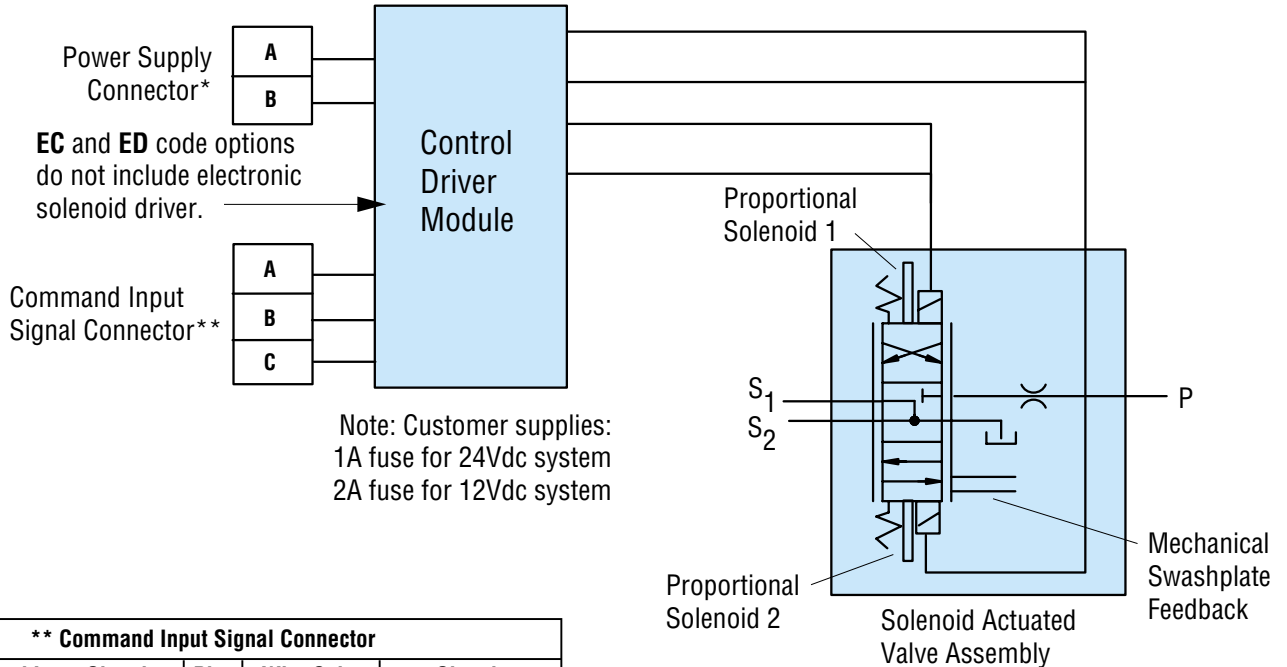 Power Supply
Connector*
A
B
EC and ED code options
do not include electronic
solenoid driver.
Control
Driver
Module
Command Input
Signal Connector**
A
B
C
Note: Customer supplies:
1A fuse for 24Vdc system
2A fuse for 12Vdc system
Proportional
Solenoid 1
S1
S2
P
Proportional
Solenoid 2
Mechanical
Swashplate
Feedback
Solenoid Actuated
Valve Assembly
** Command Input Signal Connector